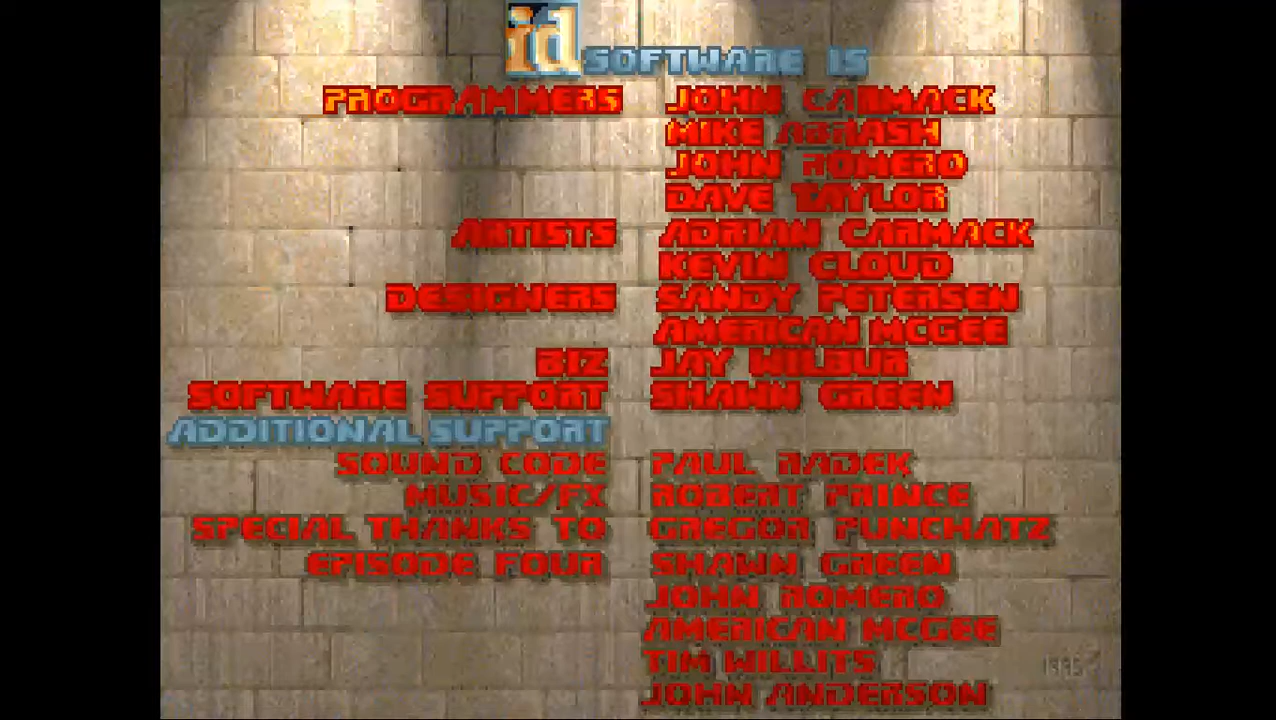 id SOFTWARE IS
PROGRAMMERS JOHN CARMACK
MIKE ABRASH
JOHN ROMERO
DAVE TAYLOR
ARTISTS ADRIAN CARMACK
KEVIN CLOUD
DESIGNERS SANDY PETERSEN
AMERICAN MCGEE
BIZ JAY WILBUR
SOFTWARE SUPPORT SHAWN GREEN
ADDITIONAL SUPPORT
SOUND CODE PAUL RADEK
MUSIC/FX ROBERT PRINCE
SPECIAL THANKS TO GREGOR PUNCHATZ
EPISODE FOUR SHAWN GREEN
JOHN ROMERO
AMERICAN MCGEE
TIM WILLITS
JOHN ANDERSON